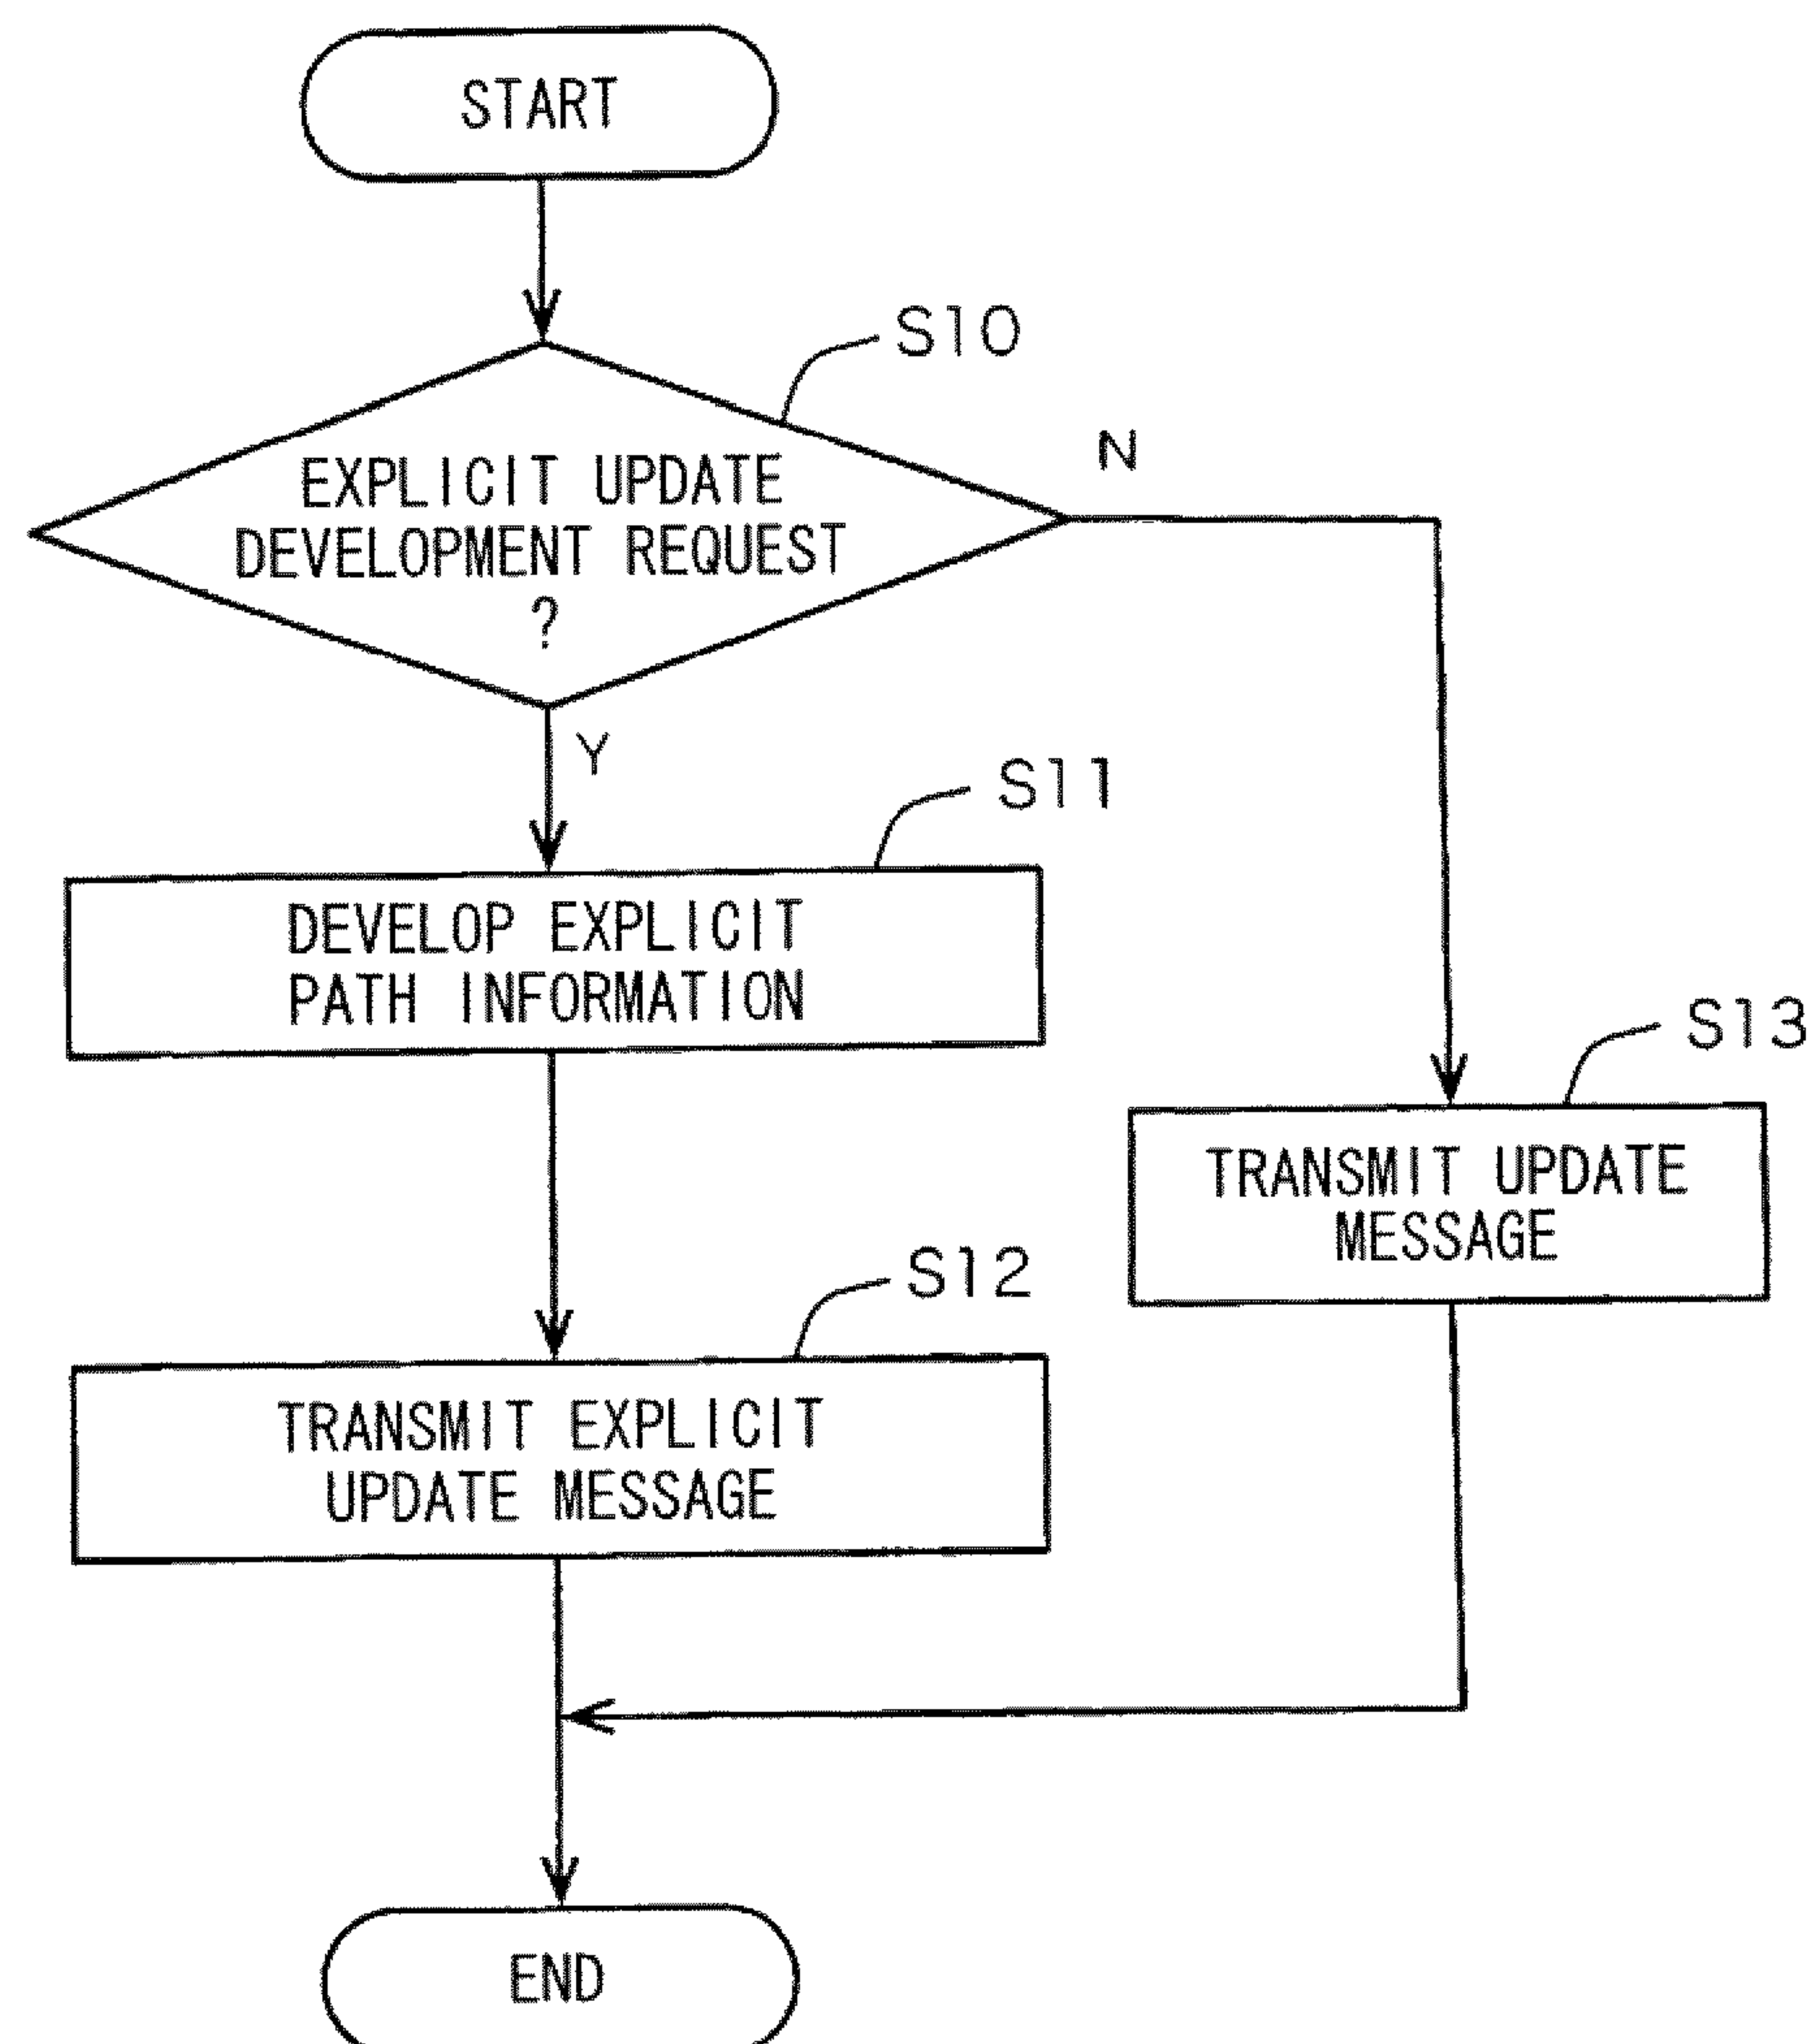 START
S10
EXPLICIT UPDATE
DEVELOPMENT REQUEST
?
N
Y
S11
DEVELOP EXPLICIT
PATH INFORMATION
S13
TRANSMIT UPDATE
MESSAGE
S12
TRANSMIT EXPLICIT
UPDATE MESSAGE
END